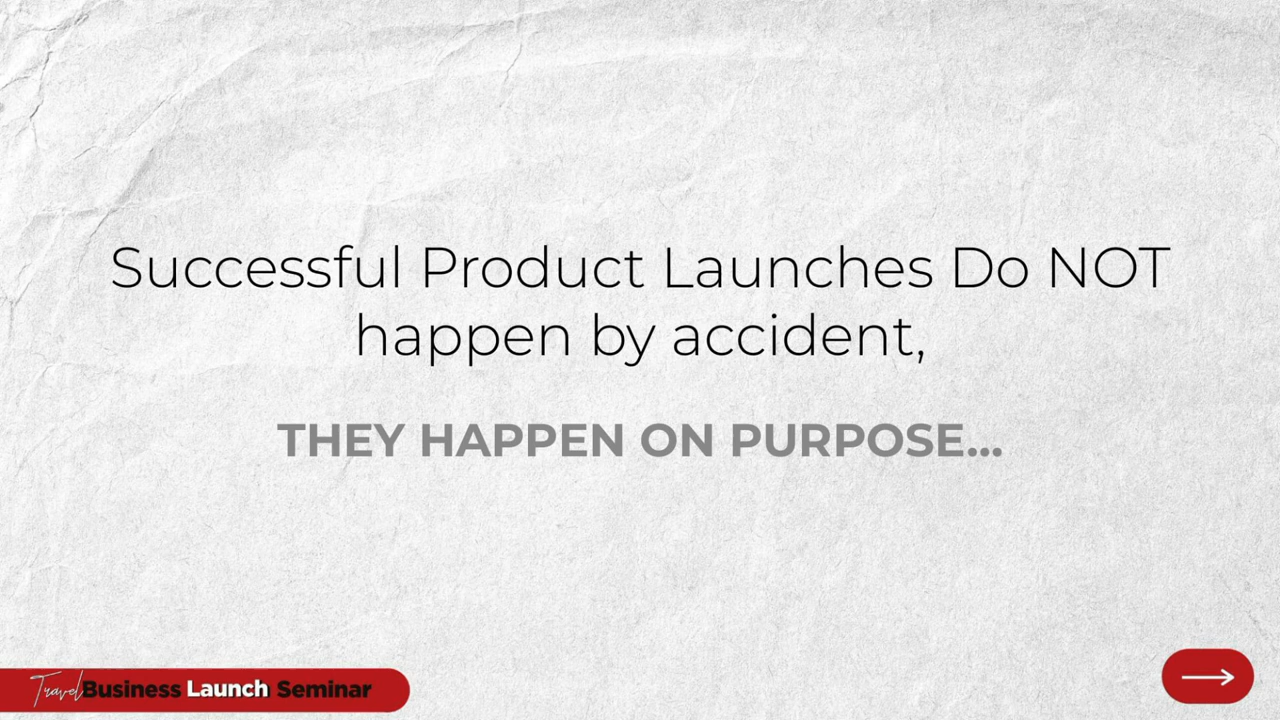 Successful Product Launches Do NOT
happen by accident,
THEY HAPPEN ON PURPOSE...
Travel Business Launch Seminar